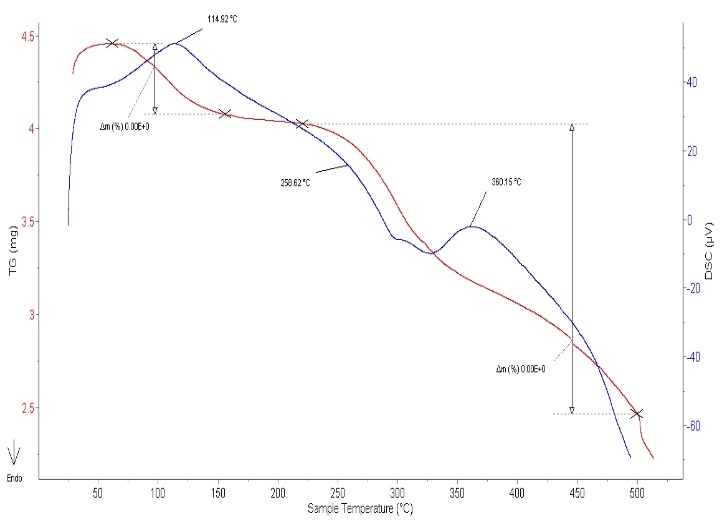 114.92 °C
4.5
Δm (%) 0.00E+0
4
40
20
258.62 °C
360.15 °C
3.5
0
TG (mg)
DSC (µV)
-20
3
-40
Δm (%) 0.00E+0
2.5
-60
Endo
50 100 150 200 250 300 350 400 450 500
Sample Temperature (°C)